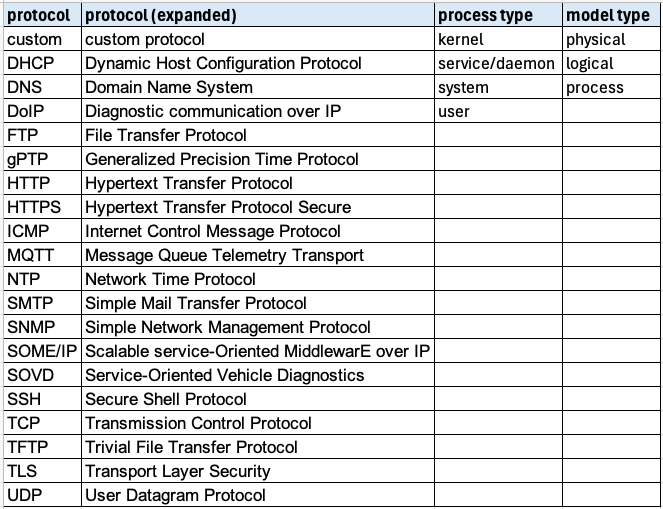 protocol protocol (expanded) process type model type
custom custom protocol kernel physical
DHCP Dynamic Host Configuration Protocol service/daemon logical
DNS Domain Name System system process
DoIP Diagnostic communication over IP user
FTP File Transfer Protocol
gPTP Generalized Precision Time Protocol
HTTP Hypertext Transfer Protocol
HTTPS Hypertext Transfer Protocol Secure
ICMP Internet Control Message Protocol
MQTT Message Queue Telemetry Transport
NTP Network Time Protocol
SMTP Simple Mail Transfer Protocol
SNMP Simple Network Management Protocol
SOME/IP Scalable service-Oriented MiddlewarE over IP
SOVD Service-Oriented Vehicle Diagnostics
SSH Secure Shell Protocol
TCP Transmission Control Protocol
TFTP Trivial File Transfer Protocol
TLS Transport Layer Security
UDP User Datagram Protocol